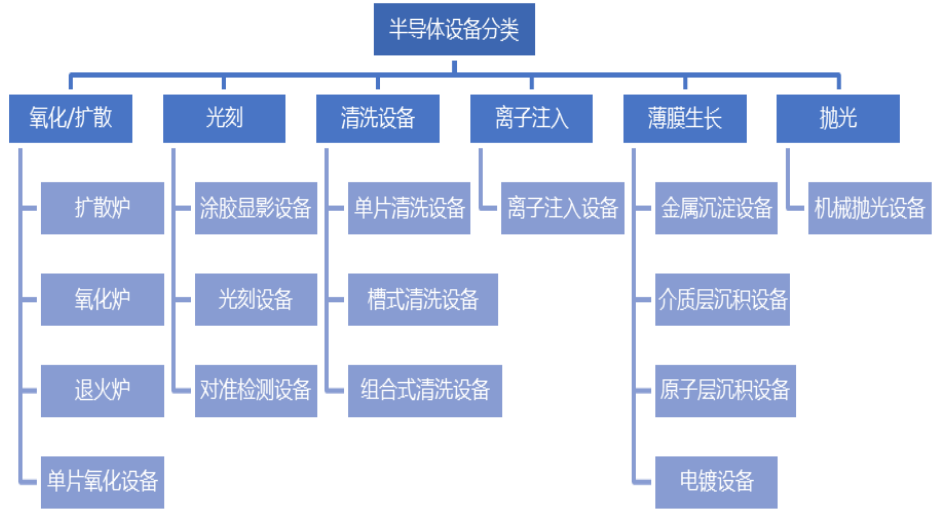 半导体设备分类
氧化/扩散
光刻
清洗设备
离子注入
薄膜生长
抛光
扩散炉
涂胶显影设备
单片清洗设备
离子注入设备
金属沉淀设备
机械抛光设备
氧化炉
光刻设备
槽式清洗设备
介质层沉积设备
退火炉
对准检测设备
组合式清洗设备
原子层沉积设备
单片氧化设备
电镀设备